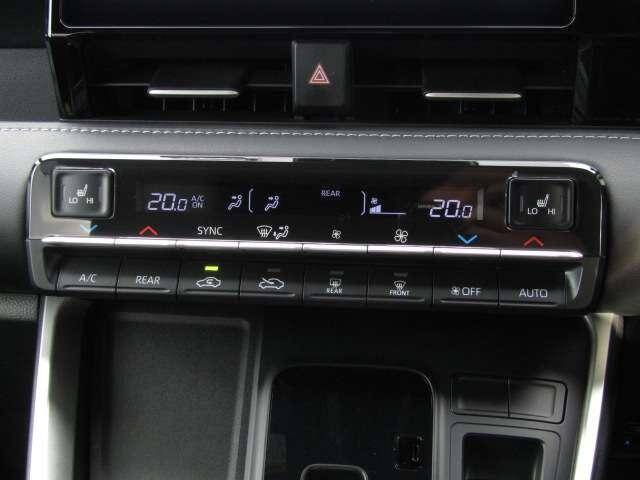 REAR
20.0 A/C ON 20.0
LO HI LO HI
SYNC
A/C REAR REAR FRONT OFF AUTO